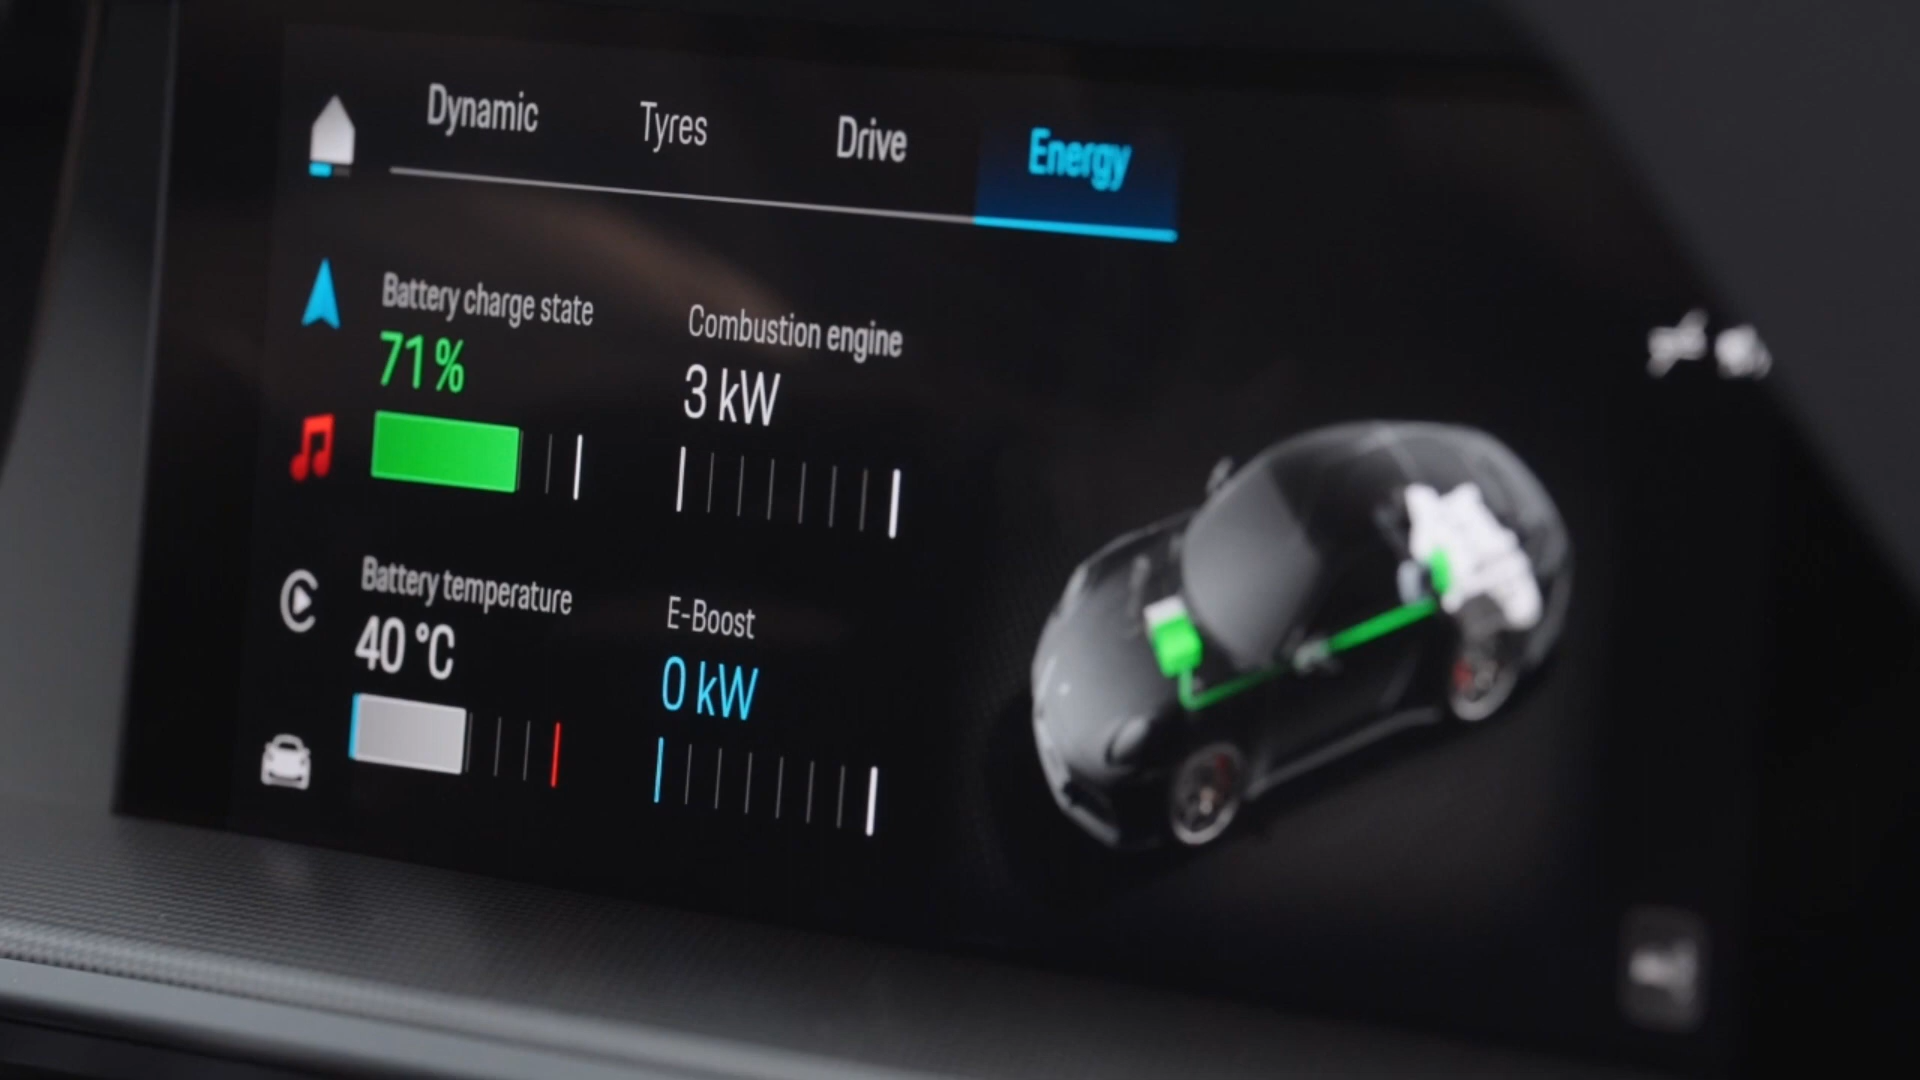 Dynamic
Tyres
Drive
Energy
Battery charge state
71%
Combustion engine
3 kW
Battery temperature
40 °C
E-Boost
0 kW